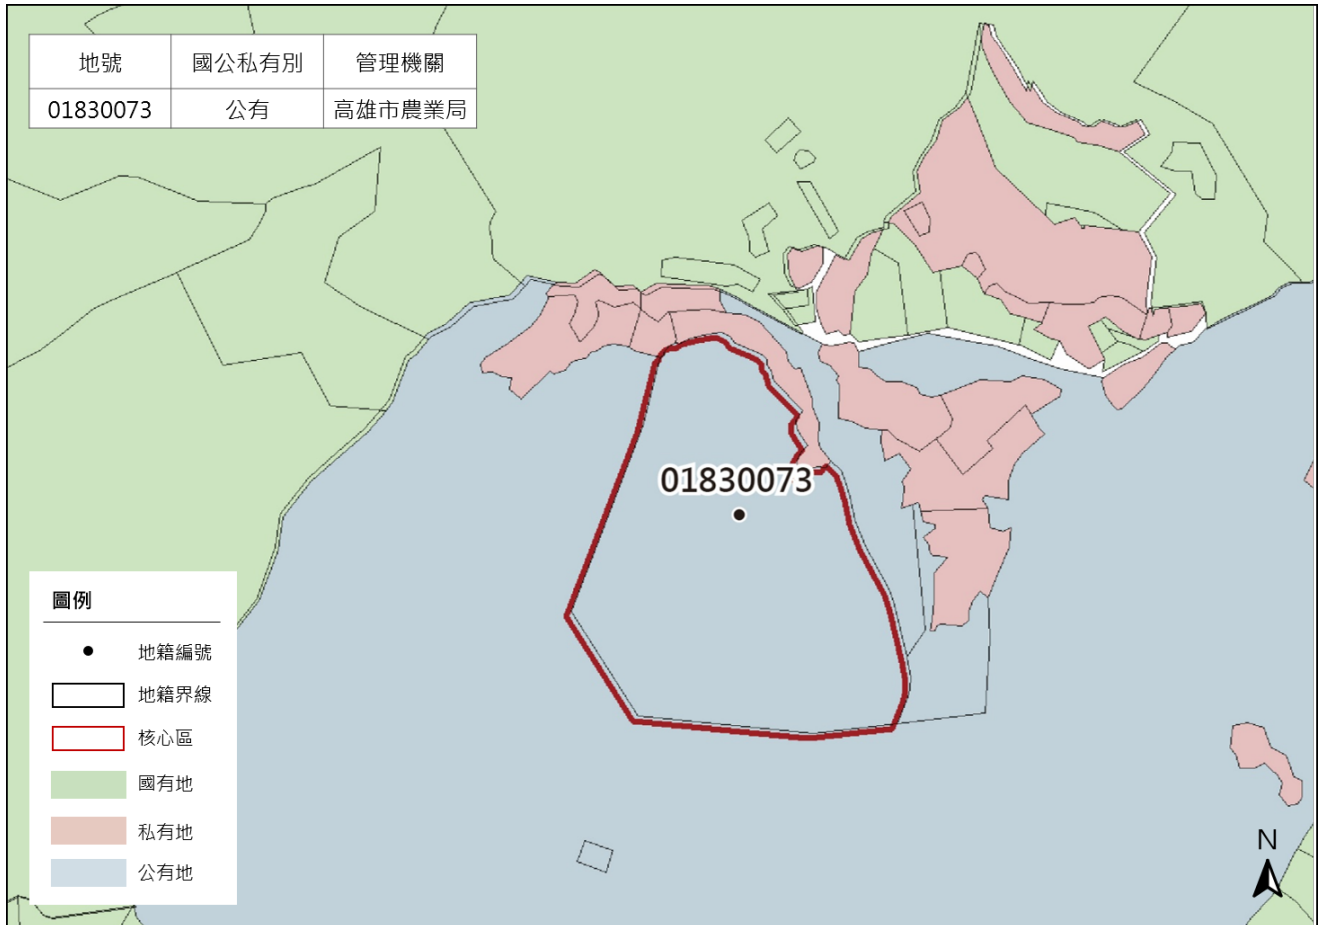 地號 國公私有別 管理機關
01830073 公有 高雄市農業局
01830073
圖例
地籍編號
地籍界線
核心區
國有地
私有地
公有地
N